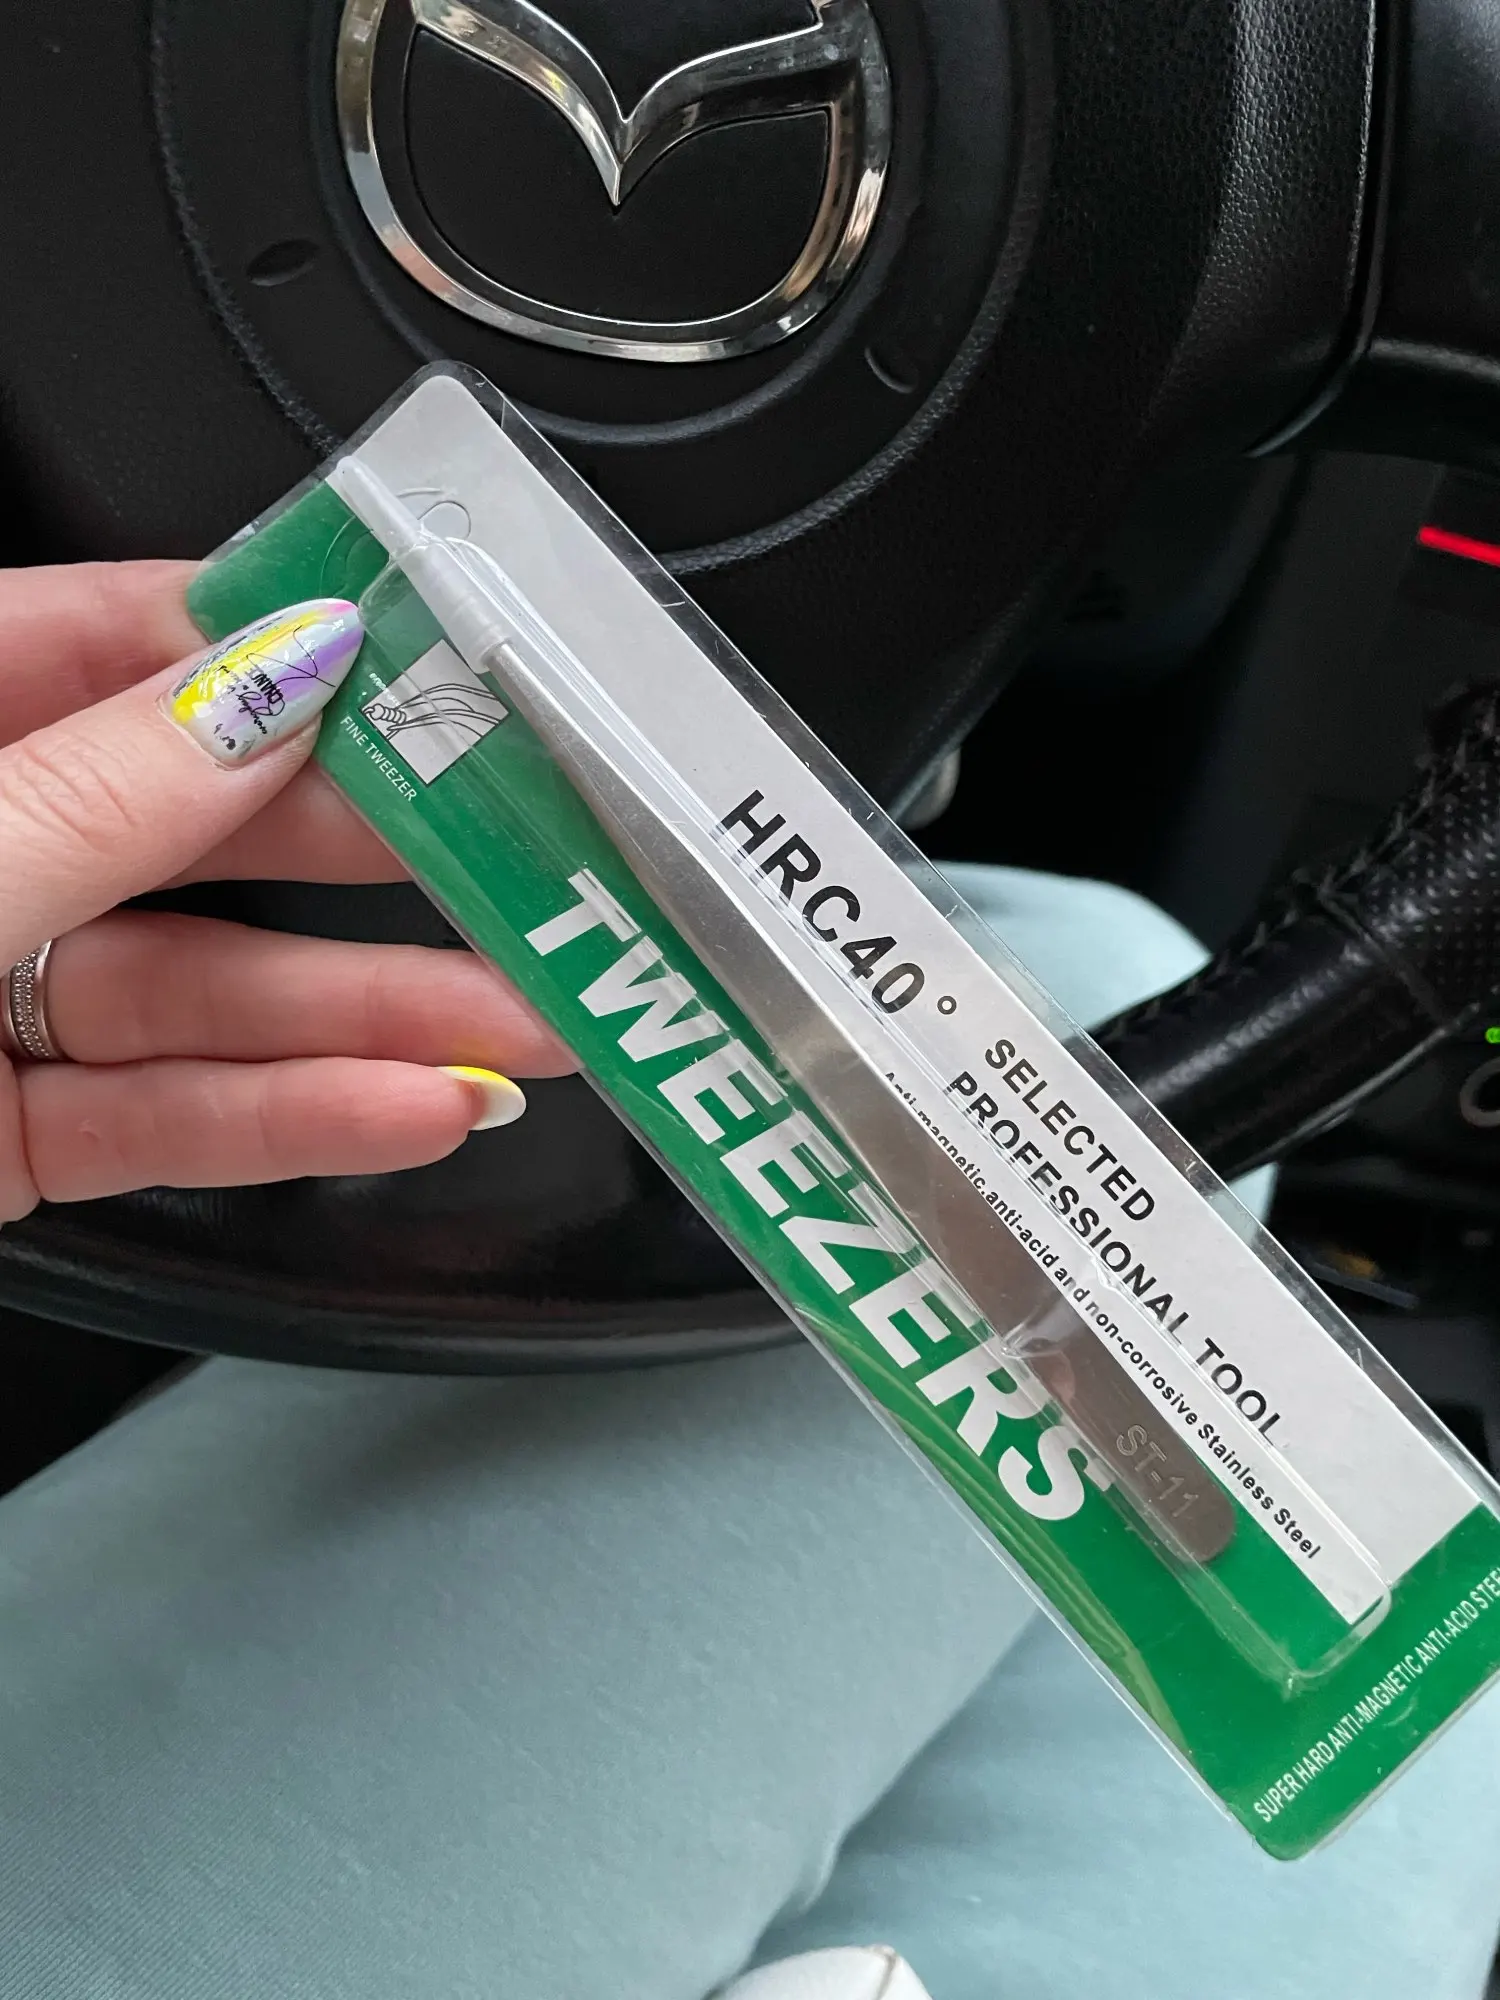 FINE TWEEZER
HRC40°
SELECTED
PROFESSIONAL TOOL
Anti-magnetic.anti-acid and non-corrosive Stainless Steel
TWEEZERS
ST-11
SUPER HARD ANTI-MAGNETIC ANTI-ACID STEEL